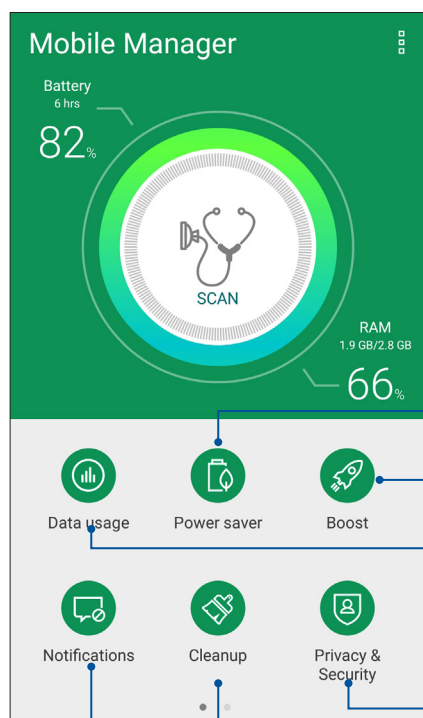 Mobile Manager
Battery
6 hrs
82%
SCAN
RAM
1.9 GB/2.8 GB
66%
Data usage
Power saver
Boost
Notifications
Cleanup
Privacy &
Security